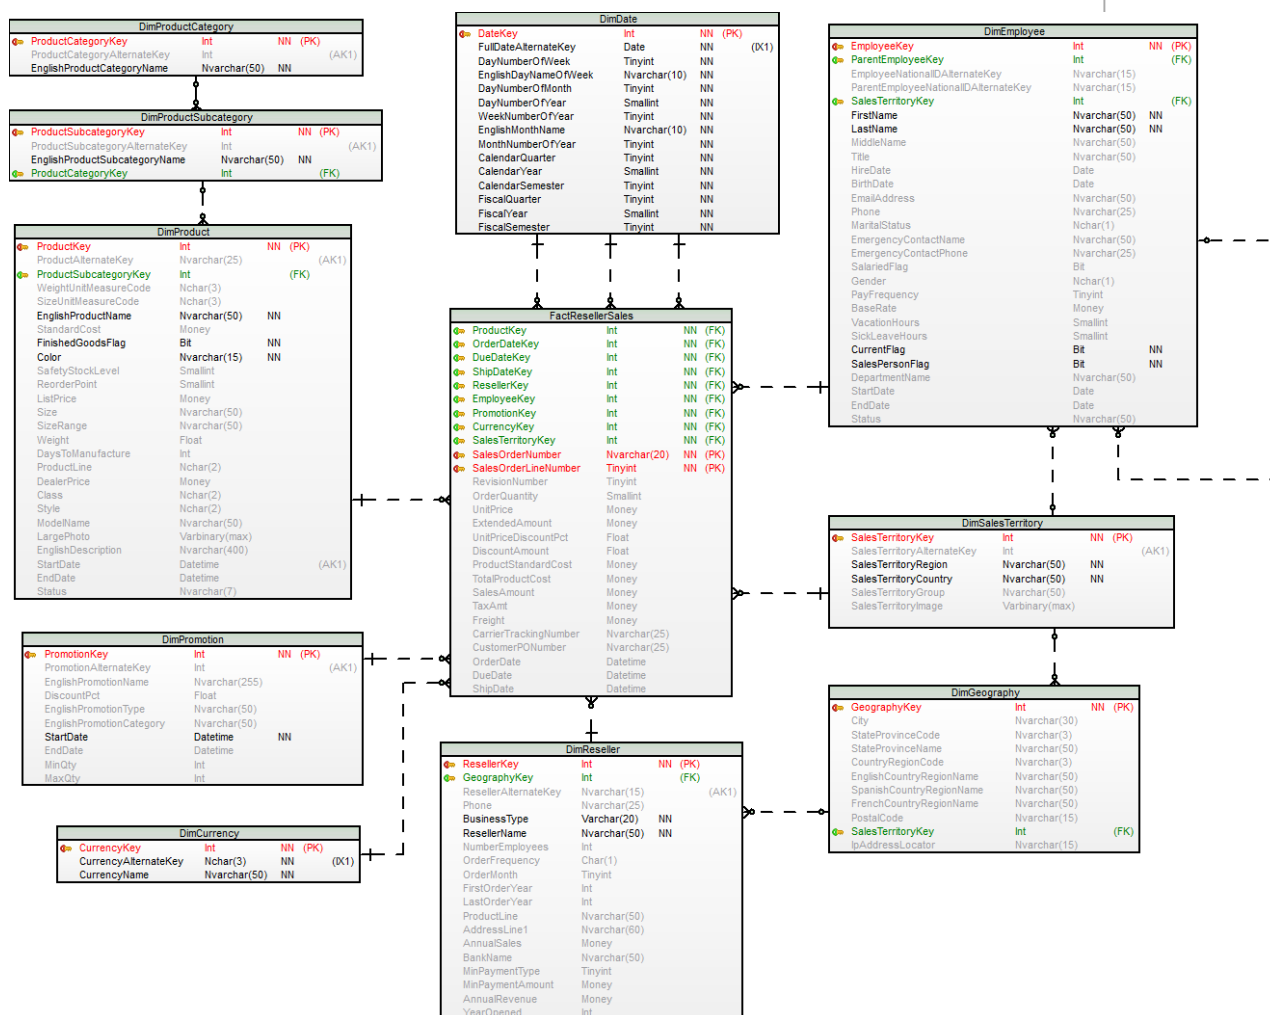 DimProductCategory
ProductCategoryKey Int NN (PK)
ProductCategoryAlternateKey Int (AK1)
EnglishProductCategoryName Nvarchar(50) NN
DimProductSubcategory
ProductSubcategoryKey Int NN (PK)
ProductSubcategoryAlternateKey Int (AK1)
EnglishProductSubcategoryName Nvarchar(50) NN
ProductCategoryKey Int (FK)
DimProduct
ProductKey Int NN (PK)
ProductAlternateKey Nvarchar(25) (AK1)
ProductSubcategoryKey Int (FK)
WeightUnitMeasureCode Nchar(3)
SizeUnitMeasureCode Nchar(3)
EnglishProductName Nvarchar(50) NN
StandardCost Money
FinishedGoodsFlag Bit NN
Color Nvarchar(15) NN
SafetyStockLevel Smallint
ReorderPoint Smallint
ListPrice Money
Size Nvarchar(50)
SizeRange Nvarchar(50)
Weight Float
DaysToManufacture Int
ProductLine Nchar(2)
DealerPrice Money
Class Nchar(2)
Style Nchar(2)
ModelName Nvarchar(50)
LargePhoto Varbinary(max)
EnglishDescription Nvarchar(400)
StartDate Datetime (AK1)
EndDate Datetime
Status Nvarchar(7)
DimPromotion
PromotionKey Int NN (PK)
PromotionAlternateKey Int (AK1)
EnglishPromotionName Nvarchar(255)
DiscountPct Float
EnglishPromotionType Nvarchar(50)
EnglishPromotionCategory Nvarchar(50)
StartDate Datetime NN
EndDate Datetime
MinQty Int
MaxQty Int
DimCurrency
CurrencyKey Int NN (PK)
CurrencyAlternateKey Nchar(3) NN (IX1)
CurrencyName Nvarchar(50) NN
DimDate
DateKey Int NN (PK)
FullDateAlternateKey Date NN (IX1)
DayNumberOfWeek Tinyint NN
EnglishDayNameOfWeek Nvarchar(10) NN
DayNumberOfMonth Tinyint NN
DayNumberOfYear Smallint NN
WeekNumberOfYear Tinyint NN
EnglishMonthName Nvarchar(10) NN
MonthNumberOfYear Tinyint NN
CalendarQuarter Tinyint NN
CalendarYear Smallint NN
CalendarSemester Tinyint NN
FiscalQuarter Tinyint NN
FiscalYear Smallint NN
FiscalSemester Tinyint NN
FactResellerSales
ProductKey Int NN (FK)
OrderDateKey Int NN (FK)
DueDateKey Int NN (FK)
ShipDateKey Int NN (FK)
ResellerKey Int NN (FK)
EmployeeKey Int NN (FK)
PromotionKey Int NN (FK)
CurrencyKey Int NN (FK)
SalesTerritoryKey Int NN (FK)
SalesOrderNumber Nvarchar(20) NN (PK)
SalesOrderLineNumber Tinyint NN (PK)
RevisionNumber Tinyint
OrderQuantity Smallint
UnitPrice Money
ExtendedAmount Money
UnitPriceDiscountPct Float
DiscountAmount Float
ProductStandardCost Money
TotalProductCost Money
SalesAmount Money
TaxAmt Money
Freight Money
CarrierTrackingNumber Nvarchar(25)
CustomerPONumber Nvarchar(25)
OrderDate Datetime
DueDate Datetime
ShipDate Datetime
DimReseller
ResellerKey Int NN (PK)
GeographyKey Int (FK)
ResellerAlternateKey Nvarchar(15) (AK1)
Phone Nvarchar(25)
BusinessType Varchar(20) NN
ResellerName Nvarchar(50) NN
NumberEmployees Int
OrderFrequency Char(1)
OrderMonth Tinyint
FirstOrderYear Int
LastOrderYear Int
ProductLine Nvarchar(50)
AddressLine1 Nvarchar(60)
AnnualSales Money
BankName Nvarchar(50)
MinPaymentType Tinyint
MinPaymentAmount Money
AnnualRevenue Money
YearOpened Int
DimEmployee
EmployeeKey Int NN (PK)
ParentEmployeeKey Int (FK)
EmployeeNationalIDAlternateKey Nvarchar(15)
ParentEmployeeNationalIDAlternateKey Nvarchar(15)
SalesTerritoryKey Int (FK)
FirstName Nvarchar(50) NN
LastName Nvarchar(50) NN
MiddleName Nvarchar(50)
Title Nvarchar(50)
HireDate Date
BirthDate Date
EmailAddress Nvarchar(50)
Phone Nvarchar(25)
MaritalStatus Nchar(1)
EmergencyContactName Nvarchar(50)
EmergencyContactPhone Nvarchar(25)
SalariedFlag Bit
Gender Nchar(1)
PayFrequency Tinyint
BaseRate Money
VacationHours Smallint
SickLeaveHours Smallint
CurrentFlag Bit NN
SalesPersonFlag Bit NN
DepartmentName Nvarchar(50)
StartDate Date
EndDate Date
Status Nvarchar(50)
DimSalesTerritory
SalesTerritoryKey Int NN (PK)
SalesTerritoryAlternateKey Int (AK1)
SalesTerritoryRegion Nvarchar(50) NN
SalesTerritoryCountry Nvarchar(50) NN
SalesTerritoryGroup Nvarchar(50)
SalesTerritoryImage Varbinary(max)
DimGeography
GeographyKey Int NN (PK)
City Nvarchar(30)
StateProvinceCode Nvarchar(3)
StateProvinceName Nvarchar(50)
CountryRegionCode Nvarchar(3)
EnglishCountryRegionName Nvarchar(50)
SpanishCountryRegionName Nvarchar(50)
FrenchCountryRegionName Nvarchar(50)
PostalCode Nvarchar(15)
SalesTerritoryKey Int (FK)
IpAddressLocator Nvarchar(15)